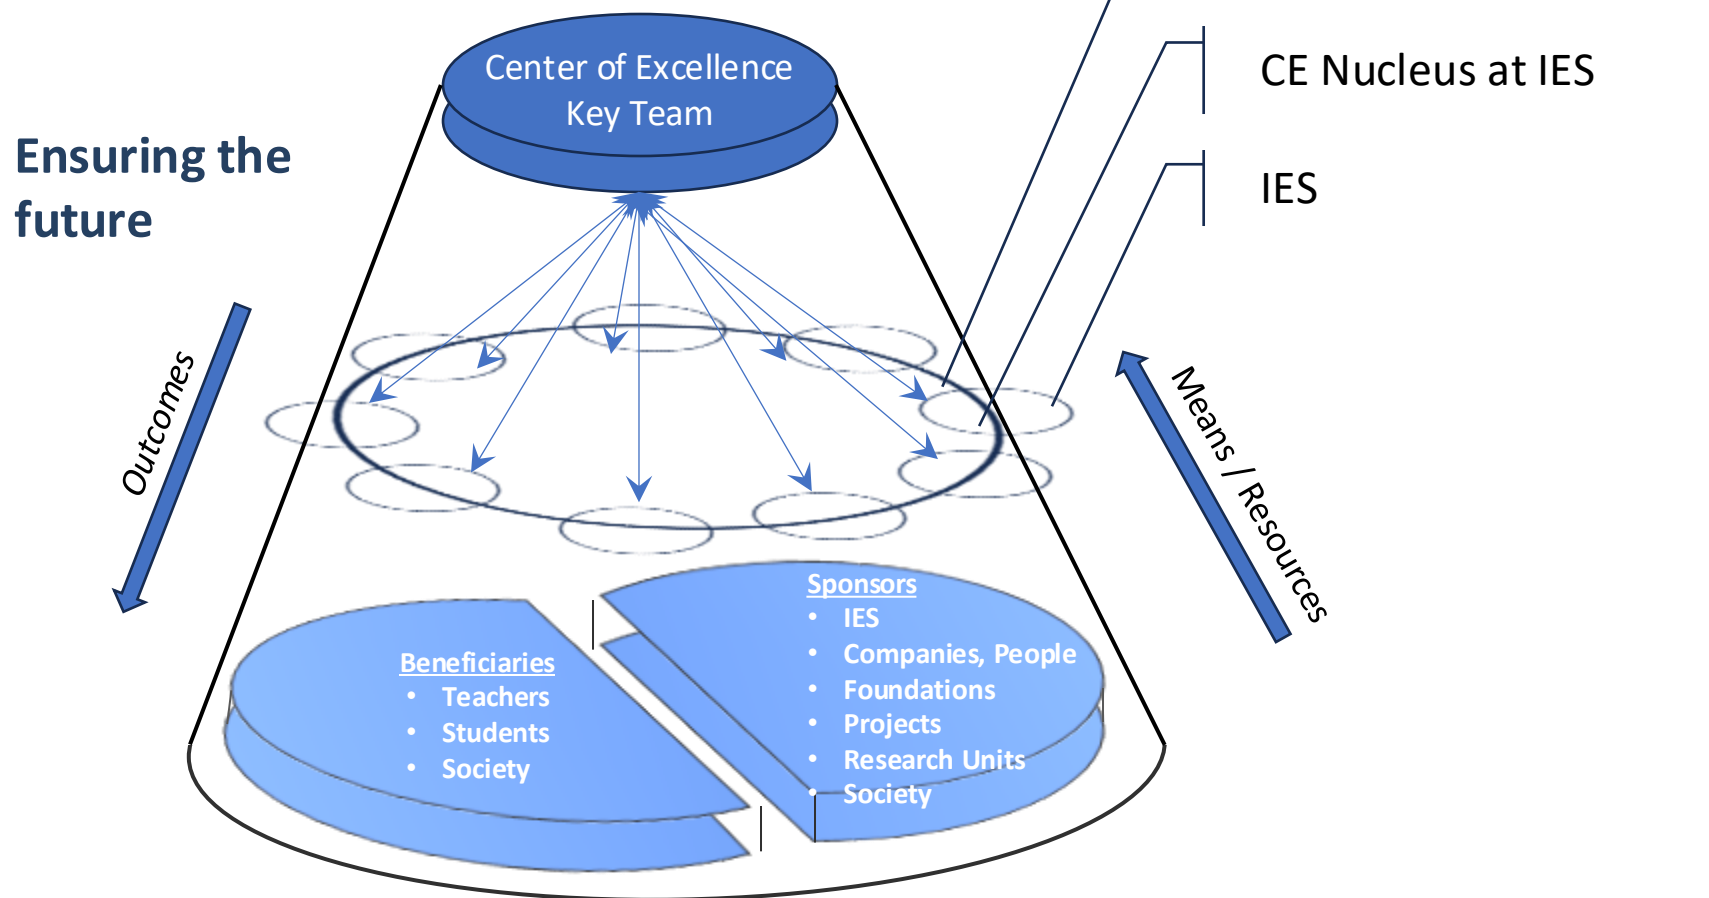 Center of Excellence
Key Team
CE Nucleus at IES
Ensuring the
future
IES
Outcomes
Means / Resources
Beneficiaries
• Teachers
• Students
• Society
Sponsors
• IES
• Companies, People
• Foundations
• Projects
• Research Units
• Society